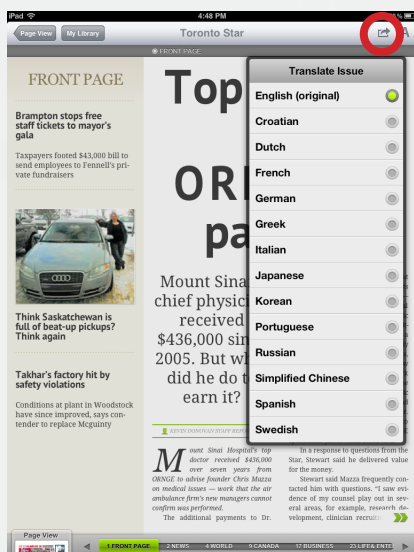 iPad
4:48 PM
Page View
My Library
Toronto Star
FRONT PAGE
FRONT PAGE
Brampton stops free
staff tickets to mayor's
gala
Taxpayers footed $43,000 bill to
send employees to Fennell's pri-
vate fundraisers
Think Saskatchewan is
full of beat-up pickups?
Think again
Takhar's factory hit by
safety violations
Conditions at plant in Woodstock
have since improved, says con-
tender to replace Mcguinty
Top
pa
Mount Sina
chief physici
received
$436,000 sin
2005. But wh
did he do t
earn it?
KEVIN DONOVAN STAFF REPO
Mount Sinai Hospital's top
doctor received $436,000
over seven years from
ORNGE to advise founder Chris Mazza
on medical issues — work that the air
ambulance firm's new managers cannot
confirm was performed.
The additional payments to Dr.
In a response to questions from the
Star, Stewart said he delivered value
for the money.
Stewart said Mazza frequently con-
tacted him with questions. "I saw evi-
dence of my counsel play out in sev-
eral areas, for example, research de-
velopment, clinician recruit
Translate Issue
English (original)
Croatian
Dutch
French
German
Greek
Italian
Japanese
Korean
Portuguese
Russian
Simplified Chinese
Spanish
Swedish
Page View
1 FRONT PAGE
2 NEWS
4 WORLD
9 CANADA
17 BUSINESS
23 LIFE & ENTE